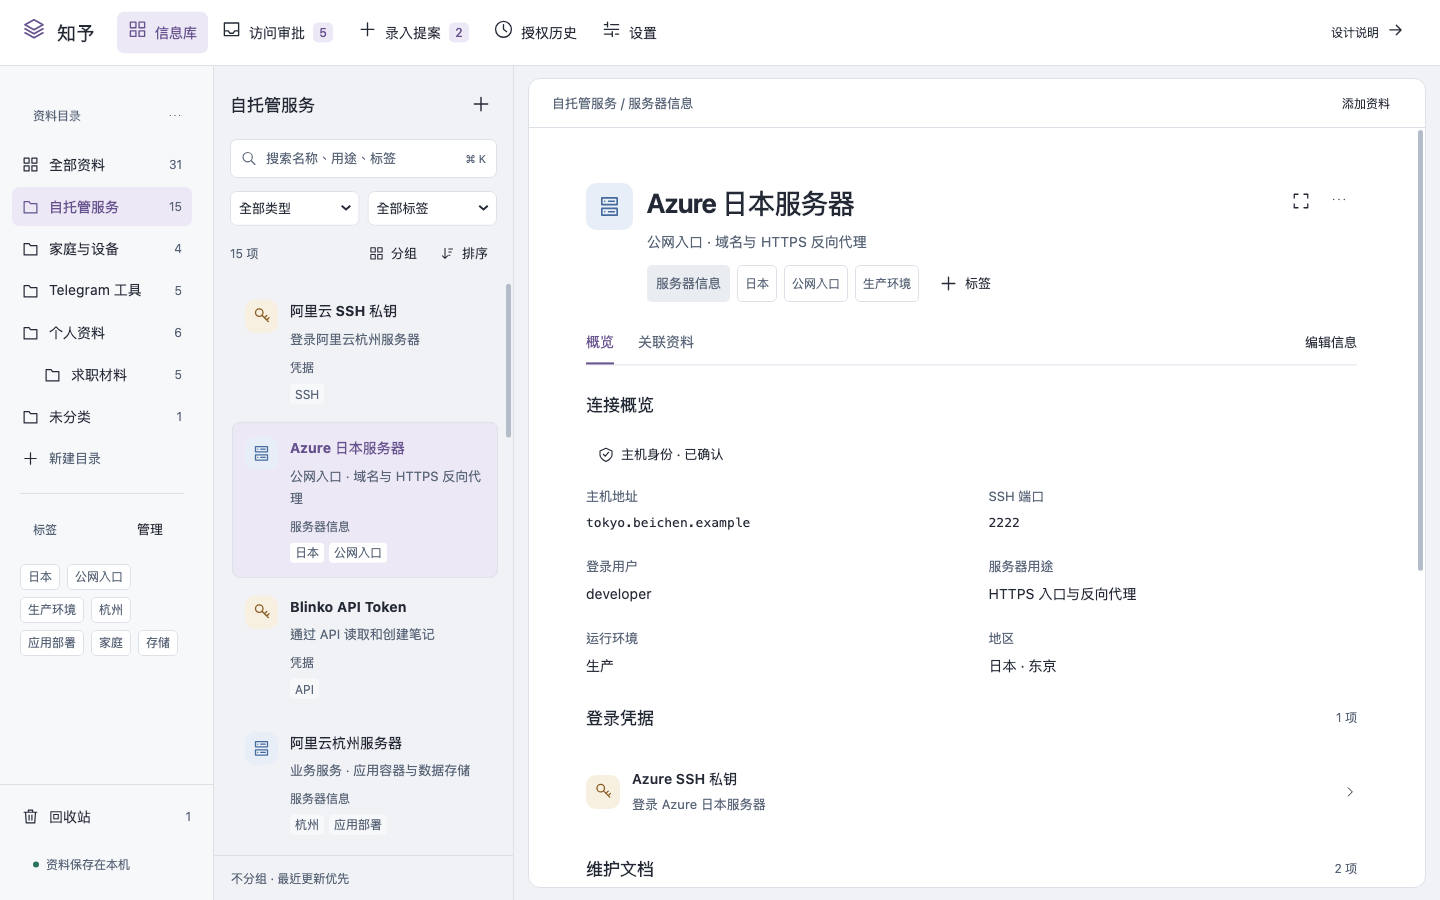 知予
信息库
访问审批 5
录入提案 2
授权历史
设置
设计说明
资料目录
全部资料 31
自托管服务 15
家庭与设备 4
Telegram 工具 5
个人资料 6
求职材料 5
未分类 1
新建目录
标签 管理
日本 公网入口
生产环境 杭州
应用部署 家庭 存储
回收站 1
资料保存在本机
自托管服务
搜索名称、用途、标签 ⌘ K
全部类型 全部标签
15 项 分组 排序
阿里云 SSH 私钥
登录阿里云杭州服务器
凭据
SSH
Azure 日本服务器
公网入口 · 域名与 HTTPS 反向代
理
服务器信息
日本 公网入口
Blinko API Token
通过 API 读取和创建笔记
凭据
API
阿里云杭州服务器
业务服务 · 应用容器与数据存储
服务器信息
杭州 应用部署
不分组 · 最近更新优先
自托管服务 / 服务器信息 添加资料
Azure 日本服务器
公网入口 · 域名与 HTTPS 反向代理
服务器信息 日本 公网入口 生产环境 标签
概览 关联资料 编辑信息
连接概览
主机身份 · 已确认
主机地址 SSH 端口
tokyo.beichen.example 2222
登录用户 服务器用途
developer HTTPS 入口与反向代理
运行环境 地区
生产 日本 · 东京
登录凭据 1 项
Azure SSH 私钥
登录 Azure 日本服务器
维护文档 2 项